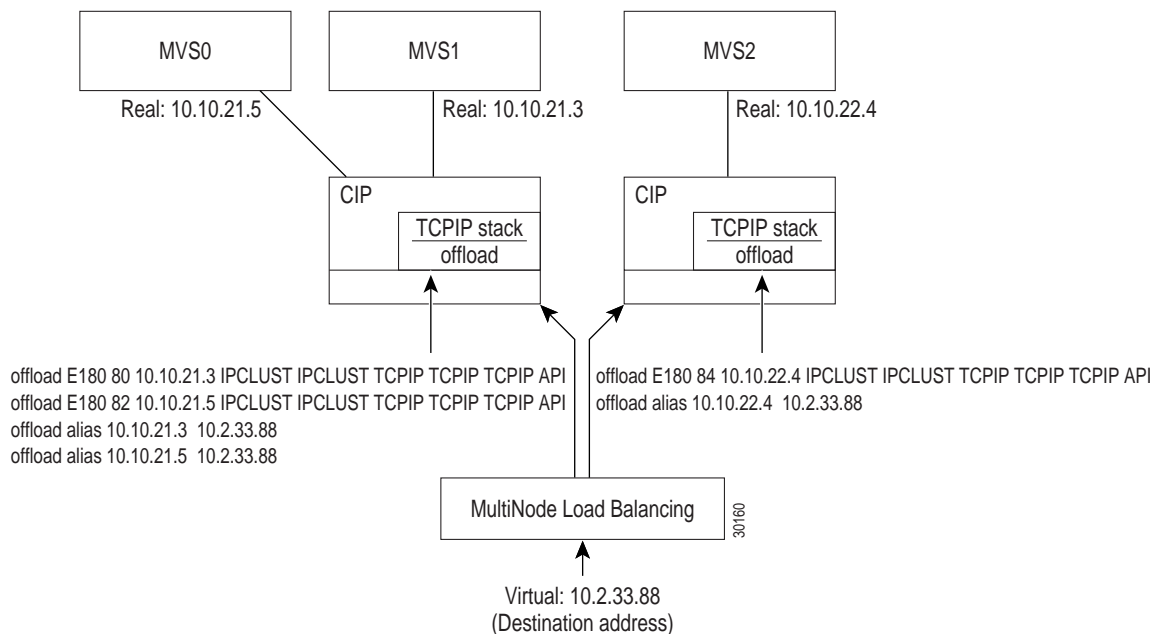 MVS0
MVS1
MVS2
Real: 10.10.21.5
Real: 10.10.21.3
Real: 10.10.22.4
CIP
TCPIP stack
offload
CIP
TCPIP stack
offload
offload E180 80 10.10.21.3 IPCLUST IPCLUST TCPIP TCPIP TCPIP API
offload E180 82 10.10.21.5 IPCLUST IPCLUST TCPIP TCPIP TCPIP API
offload alias 10.10.21.3 10.2.33.88
offload alias 10.10.21.5 10.2.33.88
offload E180 84 10.10.22.4 IPCLUST IPCLUST TCPIP TCPIP TCPIP API
offload alias 10.10.22.4 10.2.33.88
MultiNode Load Balancing
30160
Virtual: 10.2.33.88
(Destination address)